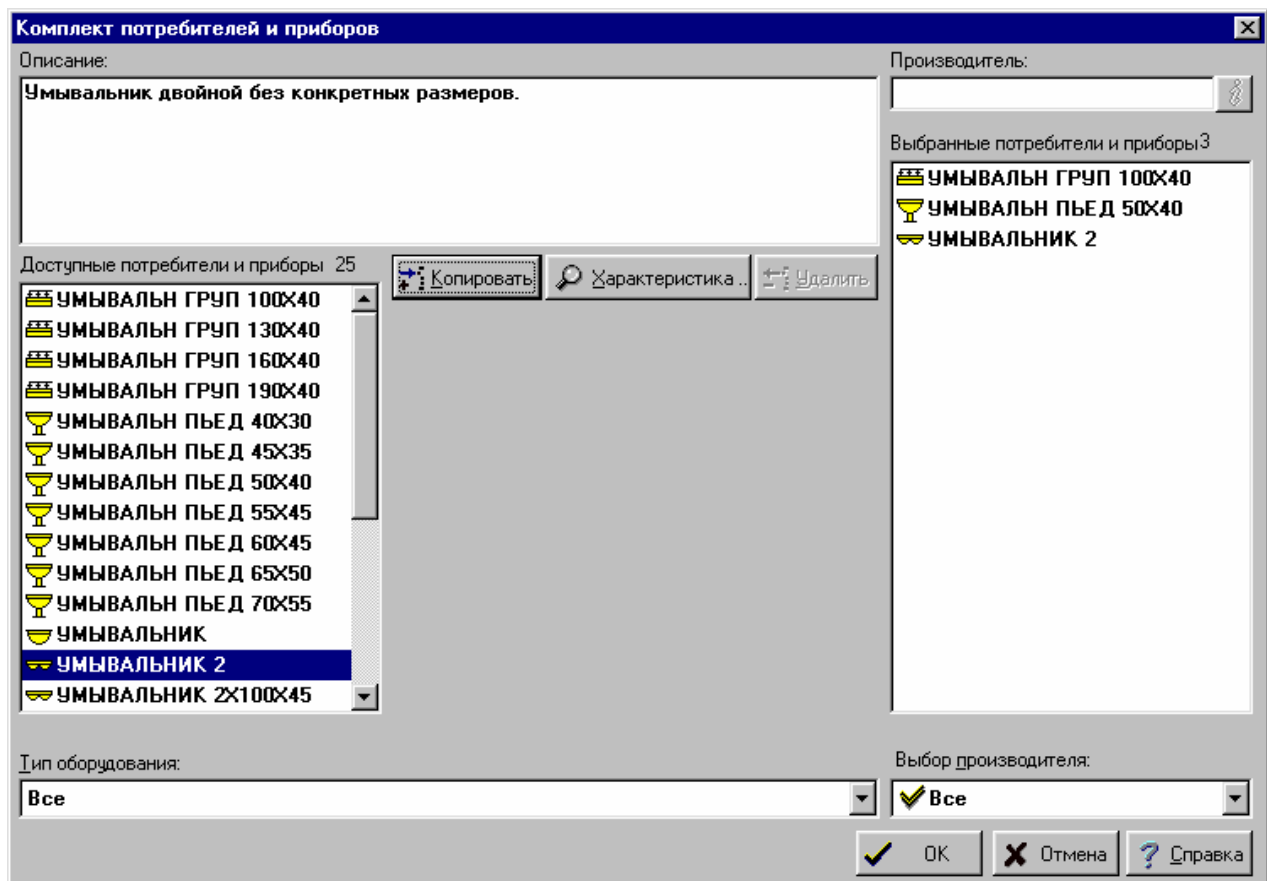 Комплект потребителей и приборов
Описание:
Умывальник двойной без конкретных размеров.
Производитель:
Выбранные потребители и приборы3
УМЫВАЛЬН ГРУП 100X40
УМЫВАЛЬН ПЬЕД 50X40
УМЫВАЛЬНИК 2
Доступные потребители и приборы 25
Копировать
Характеристика ..
Удалить
УМЫВАЛЬН ГРУП 100X40
УМЫВАЛЬН ГРУП 130X40
УМЫВАЛЬН ГРУП 160X40
УМЫВАЛЬН ГРУП 190X40
УМЫВАЛЬН ПЬЕД 40X30
УМЫВАЛЬН ПЬЕД 45X35
УМЫВАЛЬН ПЬЕД 50X40
УМЫВАЛЬН ПЬЕД 55X45
УМЫВАЛЬН ПЬЕД 60X45
УМЫВАЛЬН ПЬЕД 65X50
УМЫВАЛЬН ПЬЕД 70X55
УМЫВАЛЬНИК
УМЫВАЛЬНИК 2
УМЫВАЛЬНИК 2X100X45
Тип оборудования:
Все
Выбор производителя:
Все
OK
Отмена
Справка